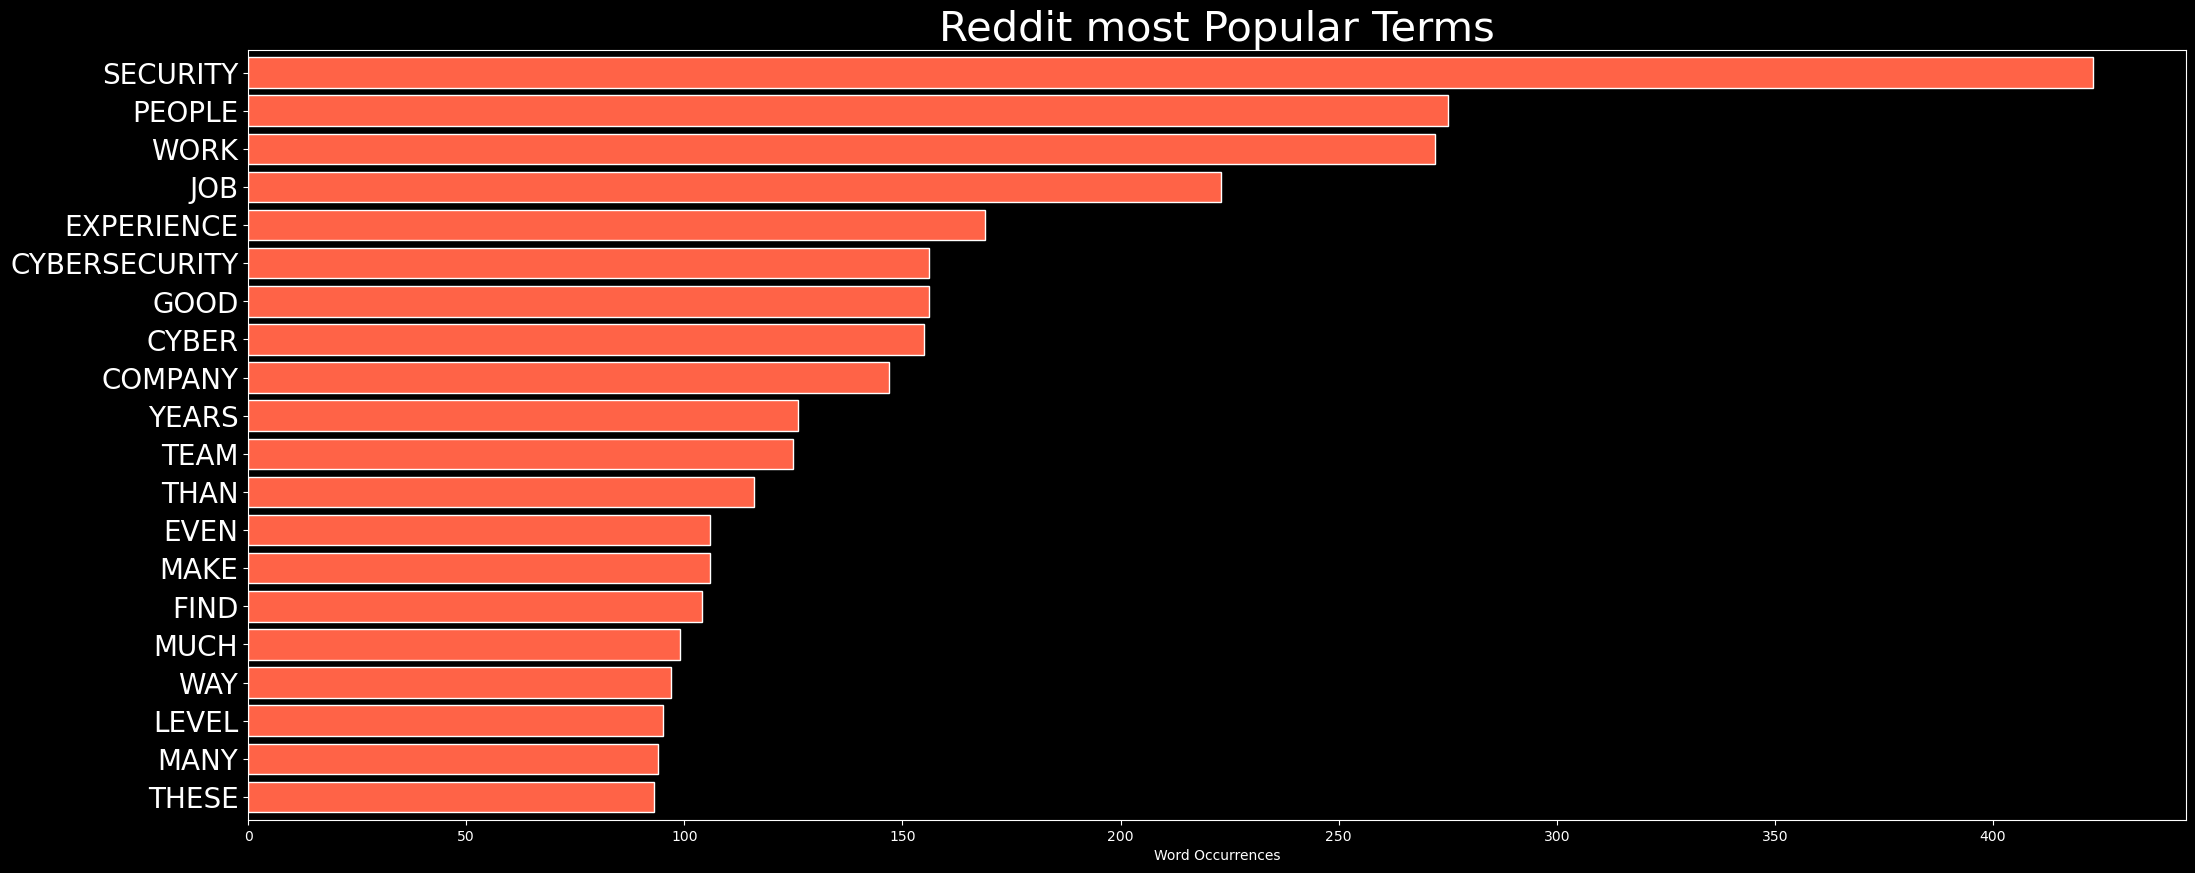 Reddit most Popular Terms
SECURITY
PEOPLE
WORK
JOB
EXPERIENCE
CYBERSECURITY
GOOD
CYBER
COMPANY
YEARS
TEAM
THAN
EVEN
MAKE
FIND
MUCH
WAY
LEVEL
MANY
THESE
0 50 100 150 200 250 300 350 400
Word Occurrences